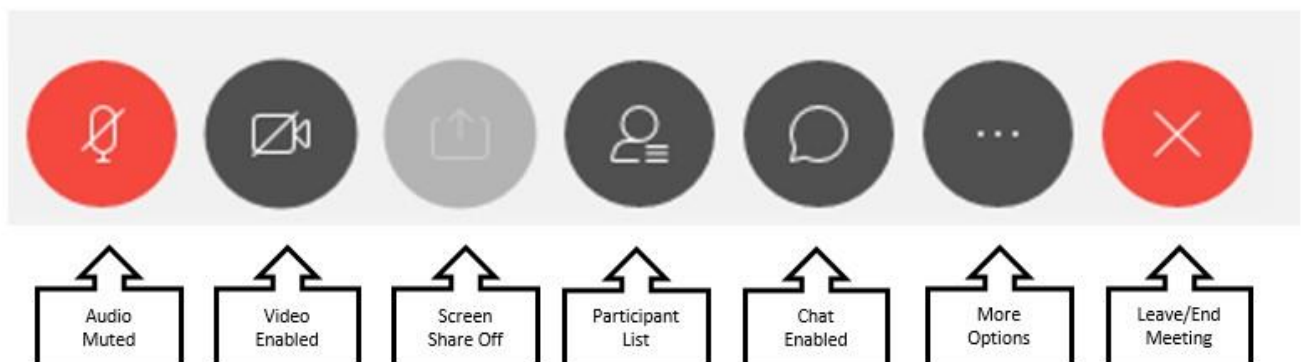 Audio
Muted
Video
Enabled
Screen
Share Off
Participant
List
Chat
Enabled
More
Options
Leave/End
Meeting